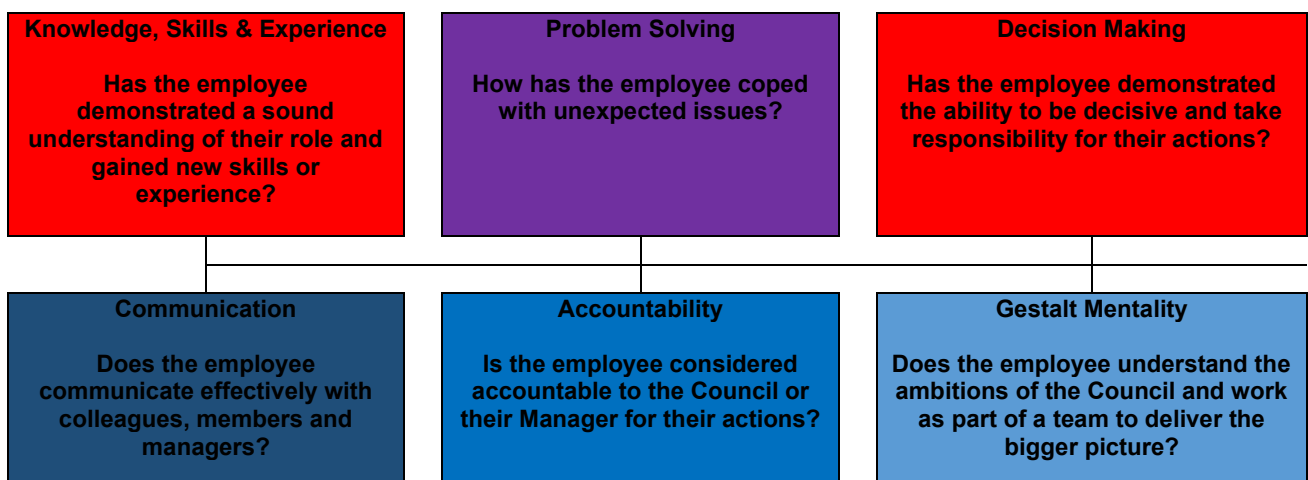 Knowledge, Skills & Experience
Has the employee
demonstrated a sound
understanding of their role and
gained new skills or
experience?
Problem Solving
How has the employee coped
with unexpected issues?
Decision Making
Has the employee demonstrated
the ability to be decisive and take
responsibility for their actions?
Communication
Does the employee
communicate effectively with
colleagues, members and
managers?
Accountability
Is the employee considered
accountable to the Council or
their Manager for their actions?
Gestalt Mentality
Does the employee understand the
ambitions of the Council and work
as part of a team to deliver the
bigger picture?